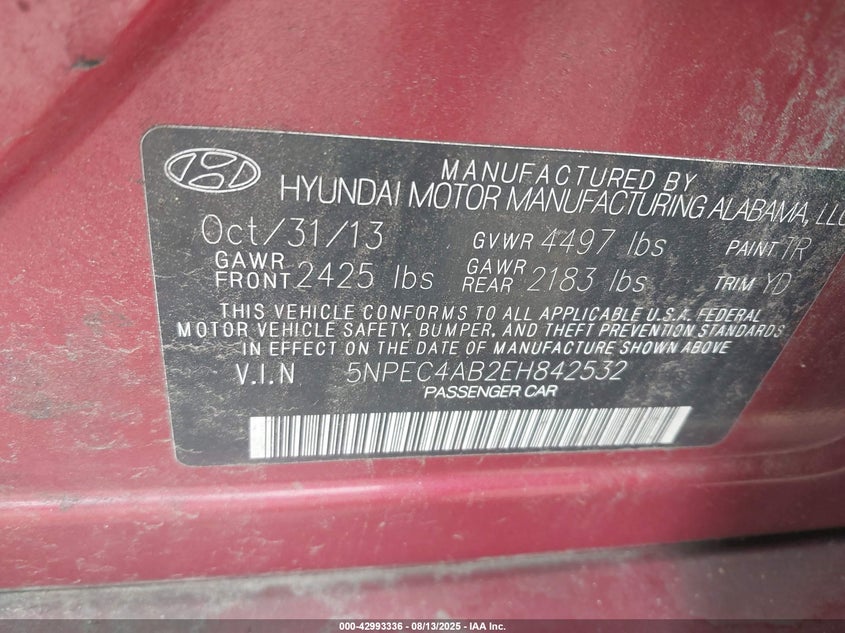 MANUFACTURED BY
HYUNDAI MOTOR MANUFACTURING ALABAMA, LLC
Oct/31/13 GVWR 4497 lbs PAINT TR
GAWR FRONT 2425 lbs GAWR REAR 2183 lbs TRIM YD
THIS VEHICLE CONFORMS TO ALL APPLICABLE U.S.A. FEDERAL
MOTOR VEHICLE SAFETY, BUMPER, AND THEFT PREVENTION STANDARDS
IN EFFECT ON THE DATE OF MANUFACTURE SHOWN ABOVE
V.I.N 5NPEC4AB2EH842532
PASSENGER CAR
000-42993336 - 08/13/2025 - IAA Inc.